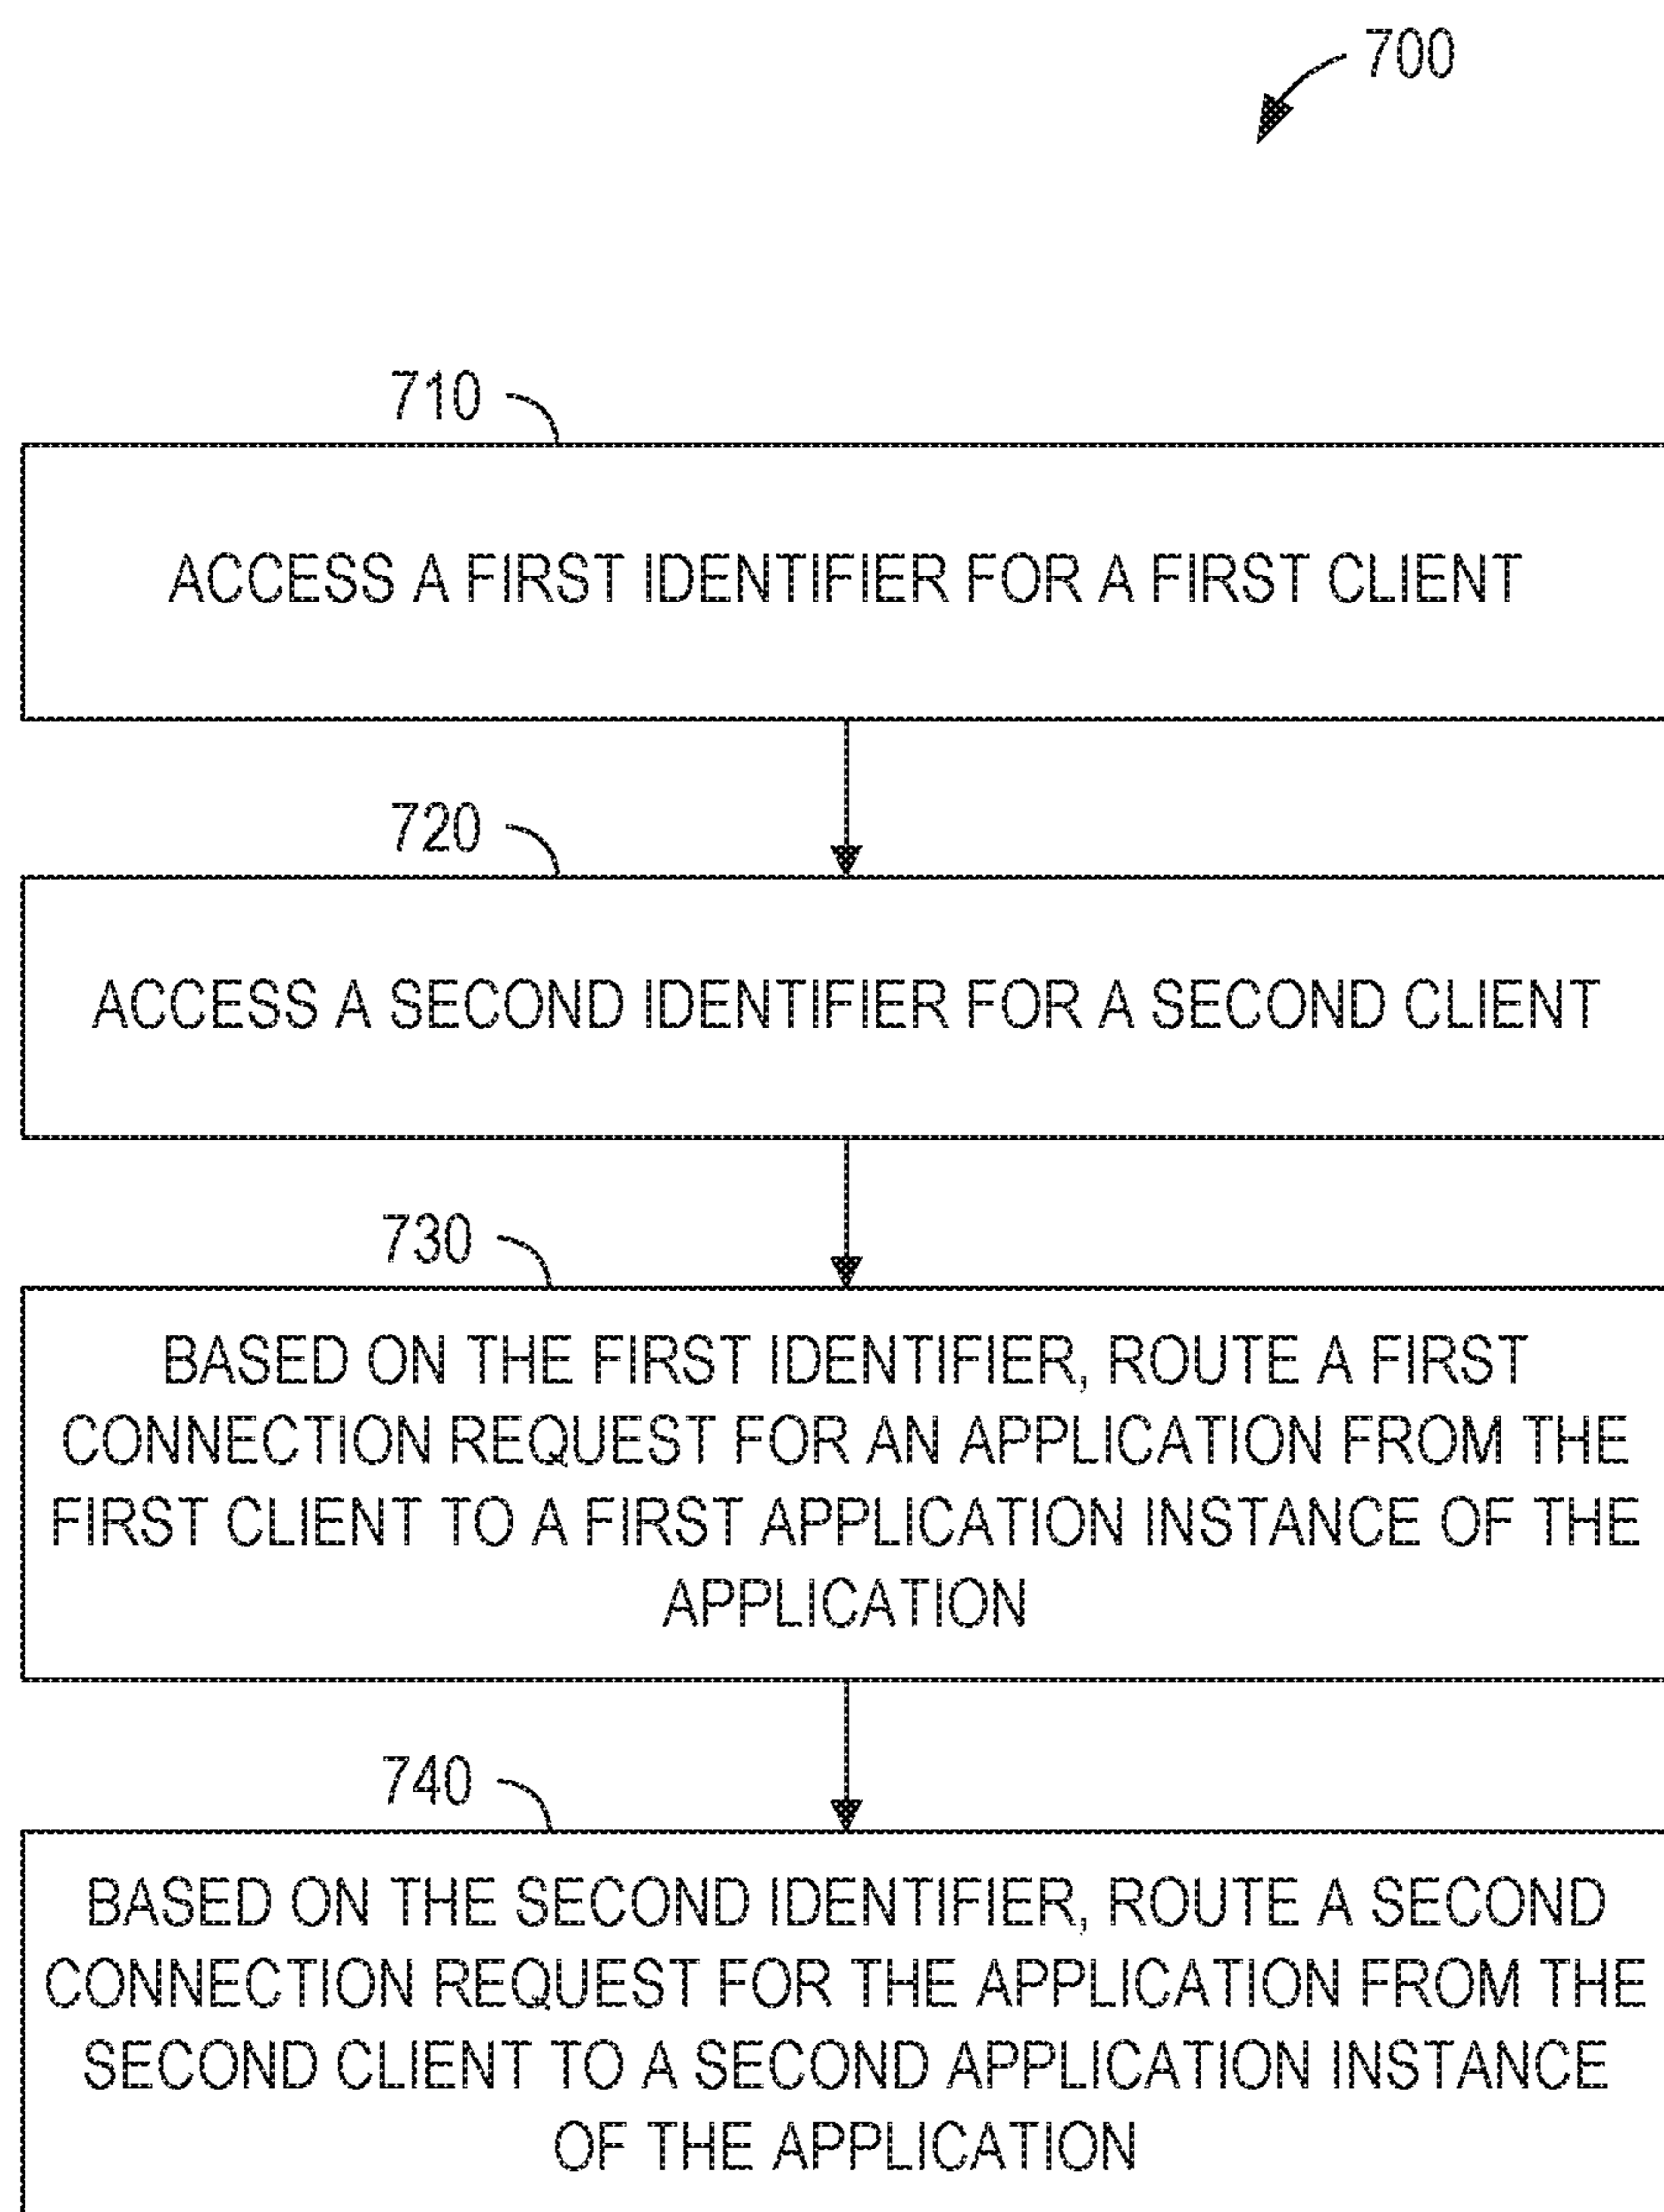 700
710
ACCESS A FIRST IDENTIFIER FOR A FIRST CLIENT
720
ACCESS A SECOND IDENTIFIER FOR A SECOND CLIENT
730
BASED ON THE FIRST IDENTIFIER, ROUTE A FIRST
CONNECTION REQUEST FOR AN APPLICATION FROM THE
FIRST CLIENT TO A FIRST APPLICATION INSTANCE OF THE
APPLICATION
740
BASED ON THE SECOND IDENTIFIER, ROUTE A SECOND
CONNECTION REQUEST FOR THE APPLICATION FROM THE
SECOND CLIENT TO A SECOND APPLICATION INSTANCE
OF THE APPLICATION